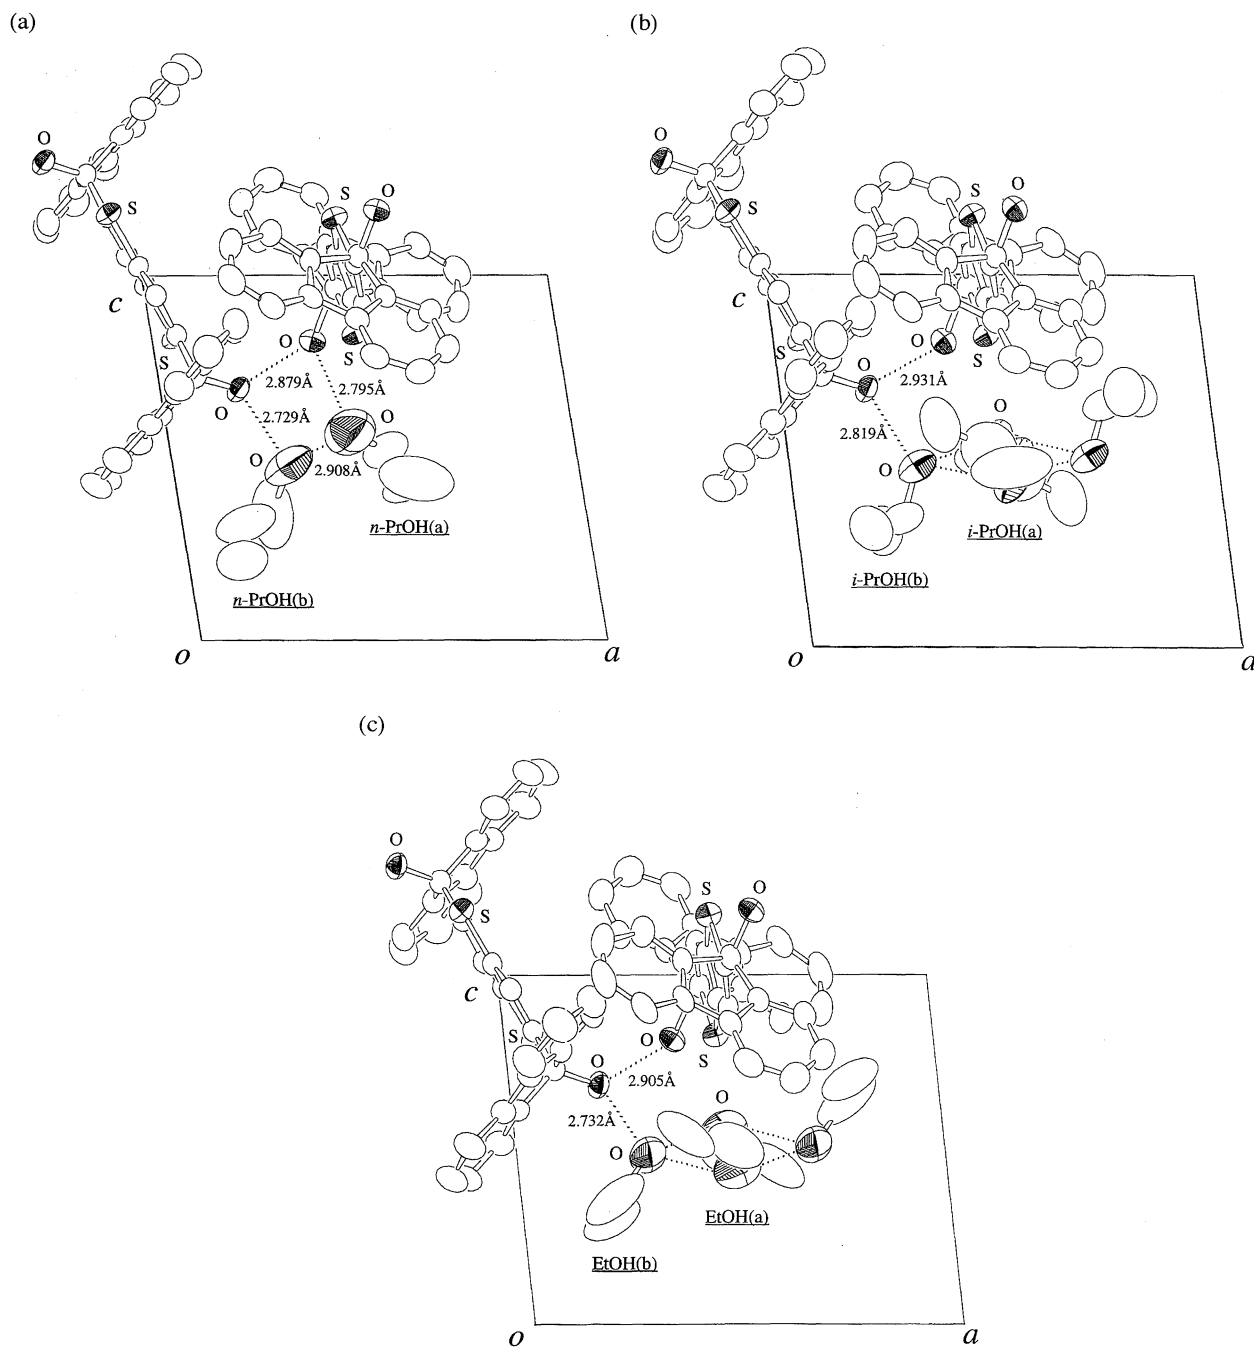 (a)
O
S
S
O
c
S
O
S
O
2.879Å
2.795Å
2.729Å
O
O
2.908Å
n-PrOH(a)
n-PrOH(b)
o
a
(b)
O
S
S
O
c
S
O
S
O
2.931Å
2.819Å
O
O
i-PrOH(a)
i-PrOH(b)
o
a
(c)
O
S
S
O
c
S
O
S
O
2.905Å
2.732Å
O
O
EtOH(a)
EtOH(b)
o
a